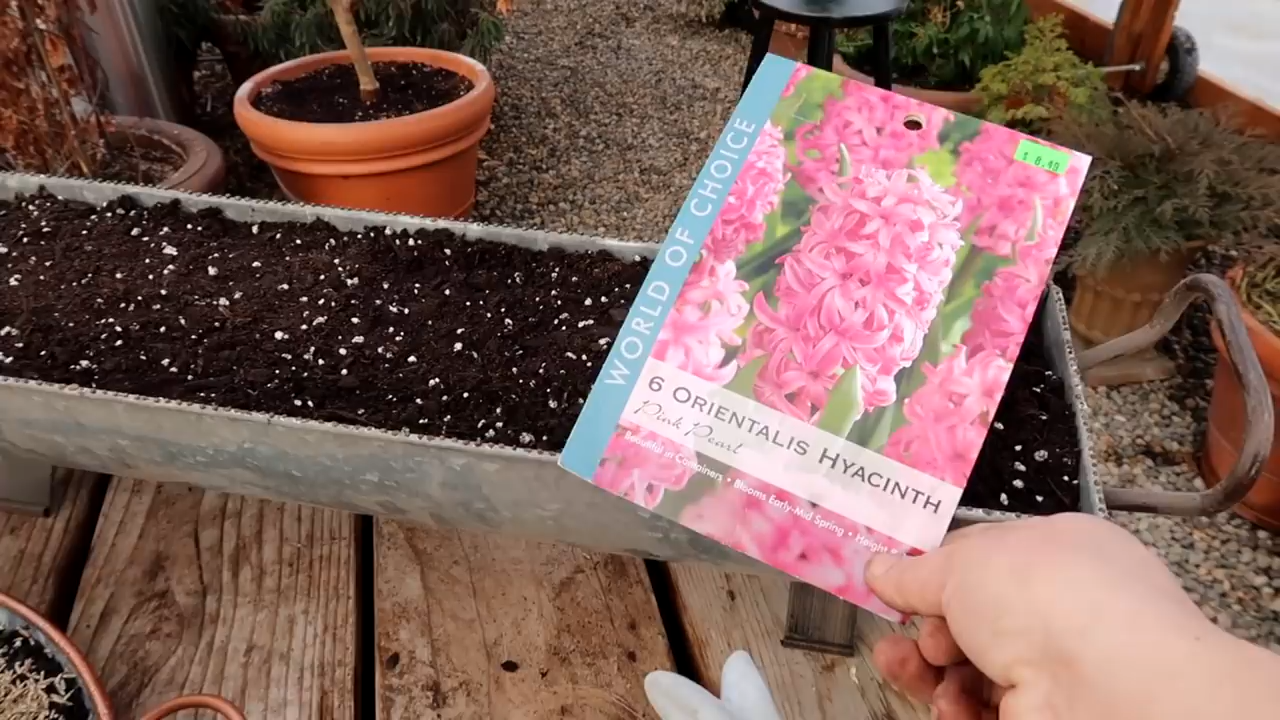 WORLD OF CHOICE
$ 8.49
6 ORIENTALIS HYACINTH
Pink Pearl
Beautiful in Containers • Blooms Early-Mid Spring • Height